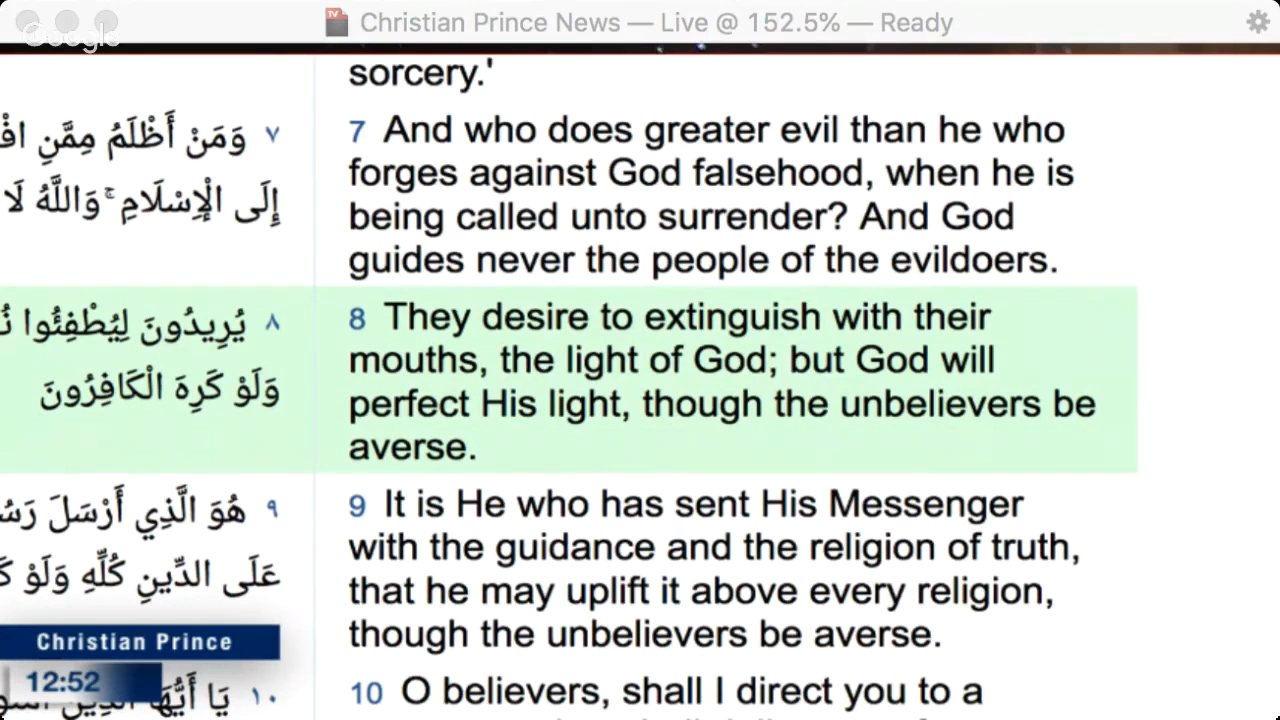 Christian Prince News — Live @ 152.5% — Ready
Google
sorcery.'
٧ وَمَنْ أَظْلَمُ مِمَّنِ
7 And who does greater evil than he who
forges against God falsehood, when he is
إِلَى الْإِسْلَامِ ۚ وَاللَّهُ لَا
being called unto surrender? And God
guides never the people of the evildoers.
٨ يُرِيدُونَ لِيُطْفِئُوا
8 They desire to extinguish with their
mouths, the light of God; but God will
وَلَوْ كَرِهَ الْكَافِرُونَ
perfect His light, though the unbelievers be
averse.
٩ هُوَ الَّذِي أَرْسَلَ
9 It is He who has sent His Messenger
with the guidance and the religion of truth,
عَلَى الدِّينِ كُلِّهِ وَلَوْ
that he may uplift it above every religion,
though the unbelievers be averse.
Christian Prince
12:52
١٠ يَا أَيُّهَا
10 O believers, shall I direct you to a